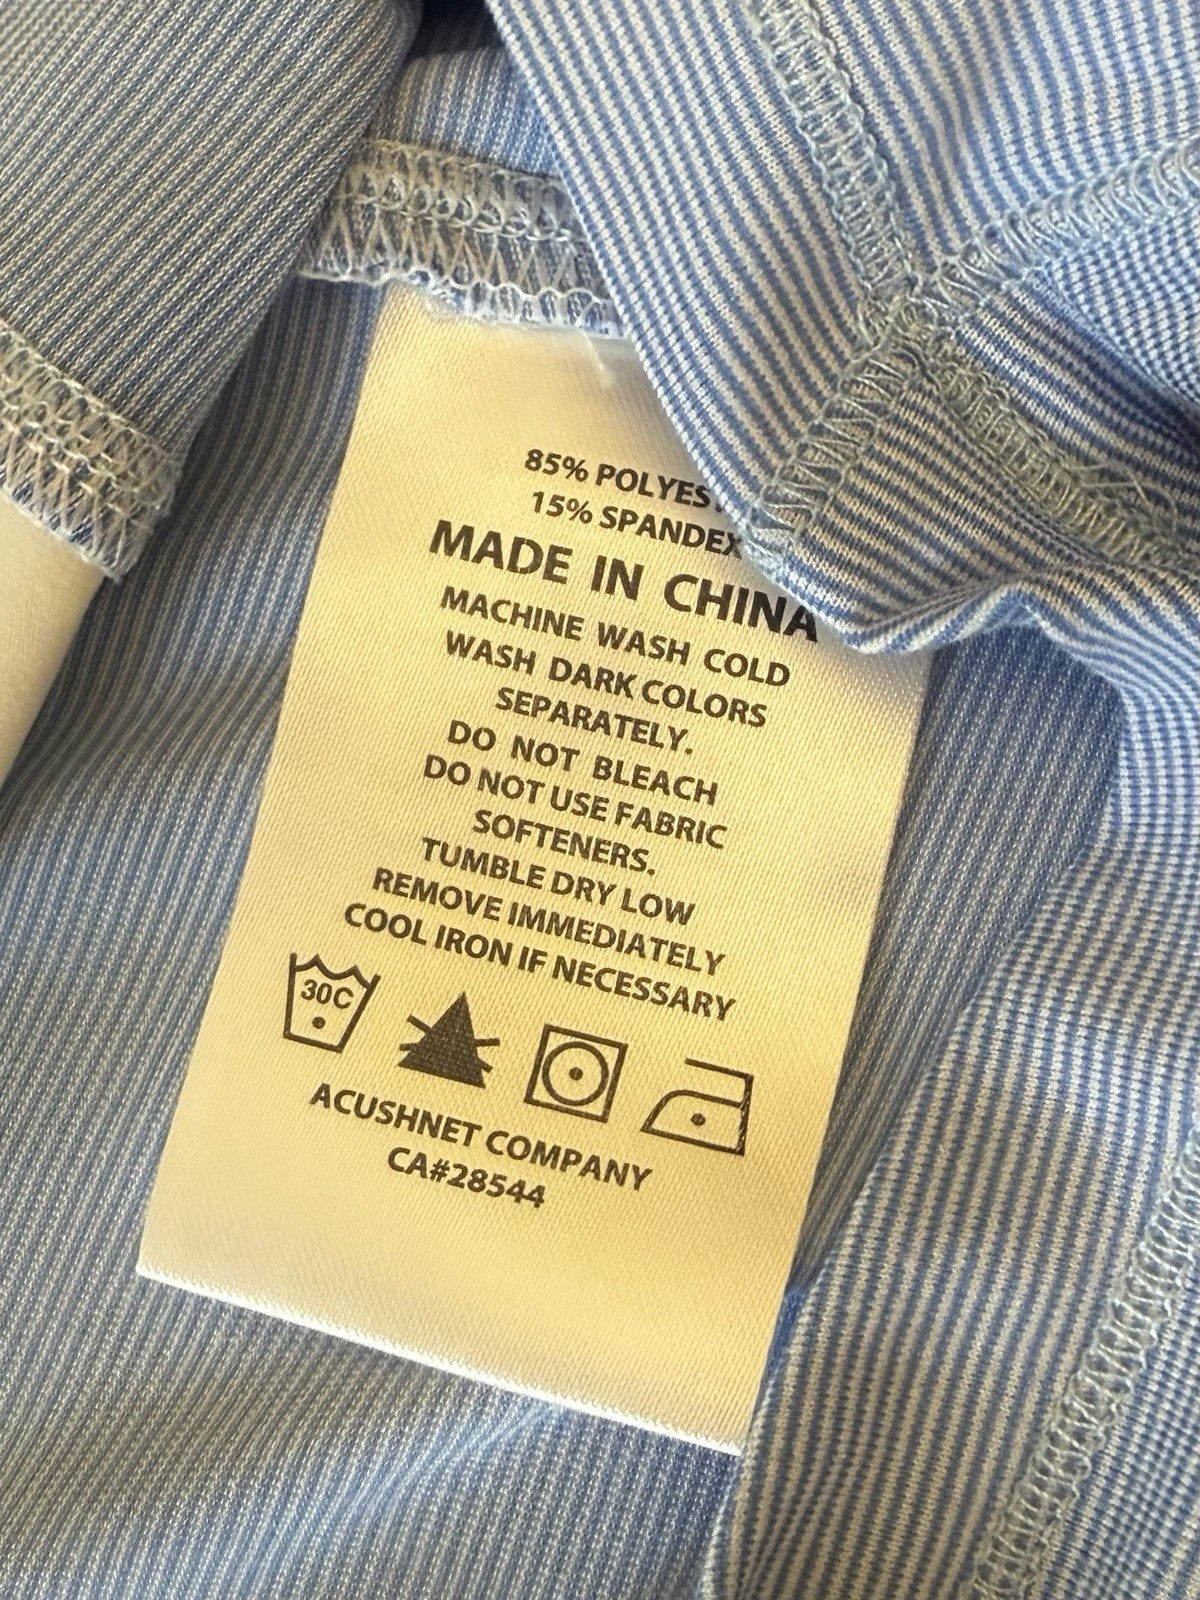 85% POLYES
15% SPANDEX
MADE IN CHINA
MACHINE WASH COLD
WASH DARK COLORS
SEPARATELY.
DO NOT BLEACH
DO NOT USE FABRIC
SOFTENERS.
TUMBLE DRY LOW
REMOVE IMMEDIATELY
COOL IRON IF NECESSARY
30C
ACUSHNET COMPANY
CA#28544